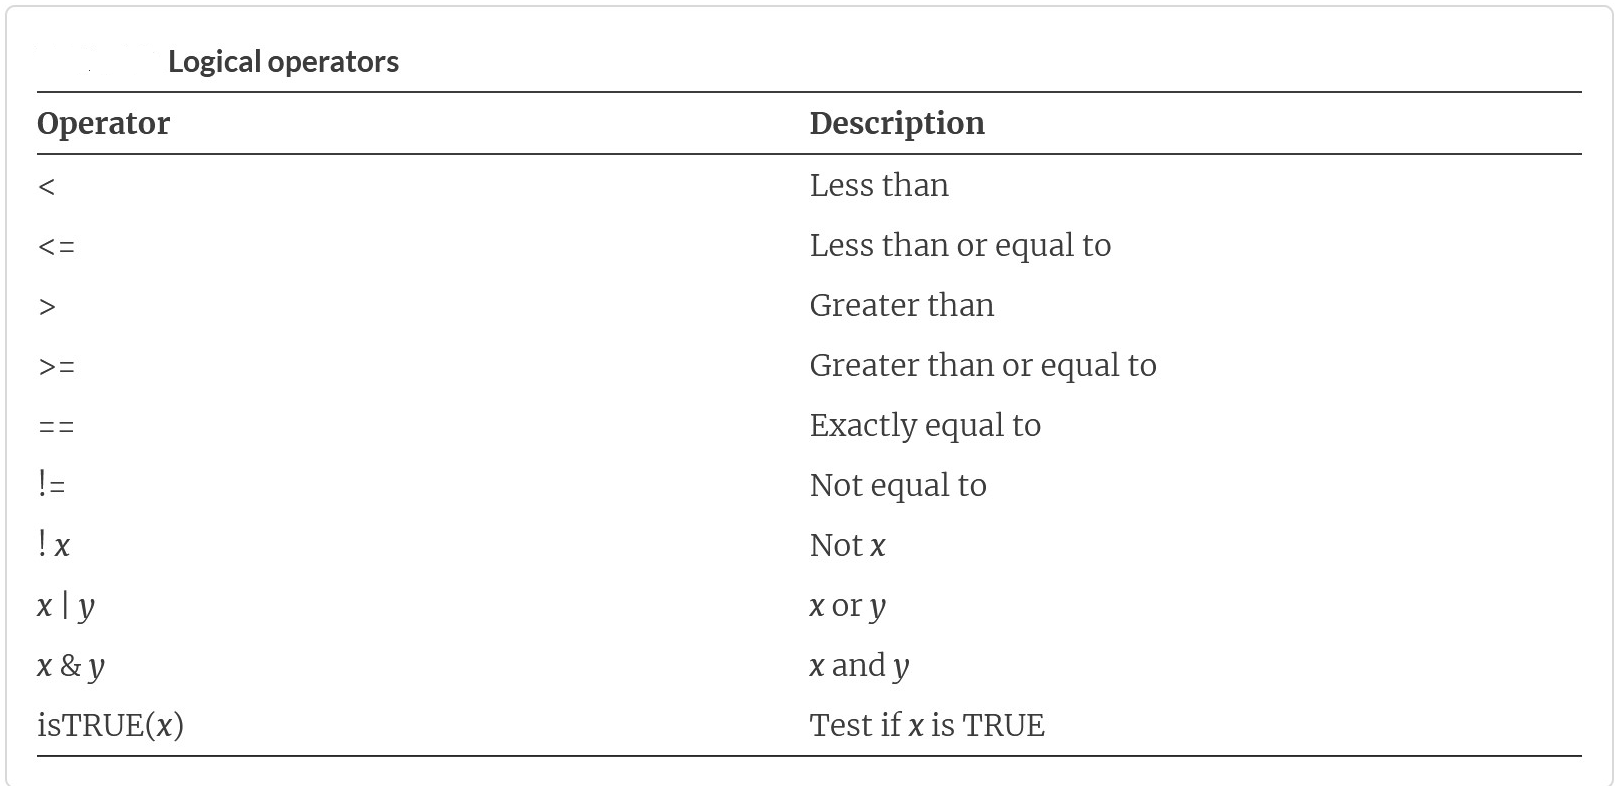 Logical operators
Operator Description
< Less than
<= Less than or equal to
> Greater than
>= Greater than or equal to
== Exactly equal to
!= Not equal to
! x Not x
x | y x or y
x & y x and y
isTRUE(x) Test if x is TRUE